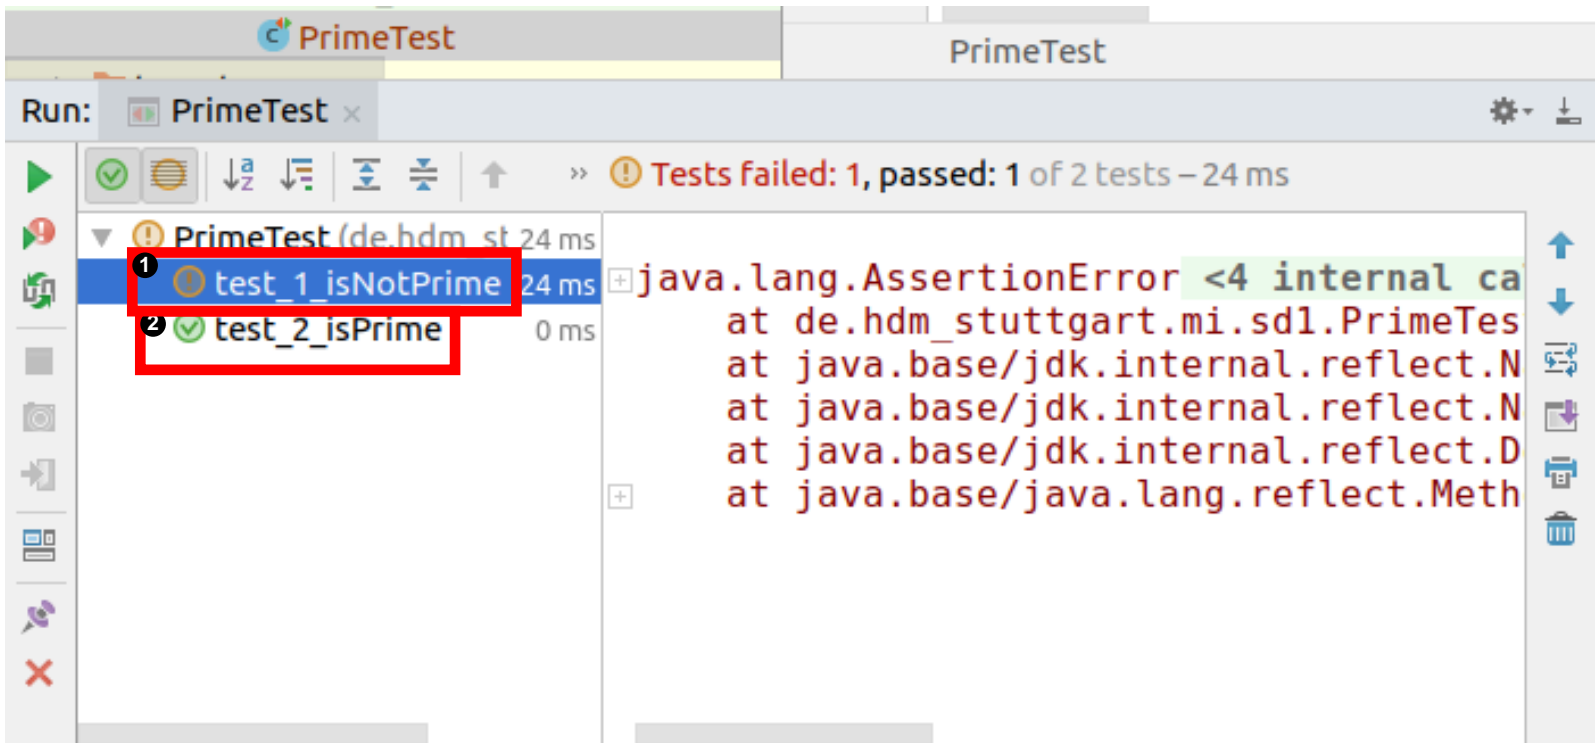 PrimeTest
PrimeTest
Run: PrimeTest
Tests failed: 1, passed: 1 of 2 tests – 24 ms
PrimeTest (de.hdm_st 24 ms
1 test_1_isNotPrime 24 ms
2 test_2_isPrime 0 ms
java.lang.AssertionError <4 internal ca
at de.hdm_stuttgart.mi.sd1.PrimeTes
at java.base/jdk.internal.reflect.N
at java.base/jdk.internal.reflect.N
at java.base/jdk.internal.reflect.D
at java.base/java.lang.reflect.Meth